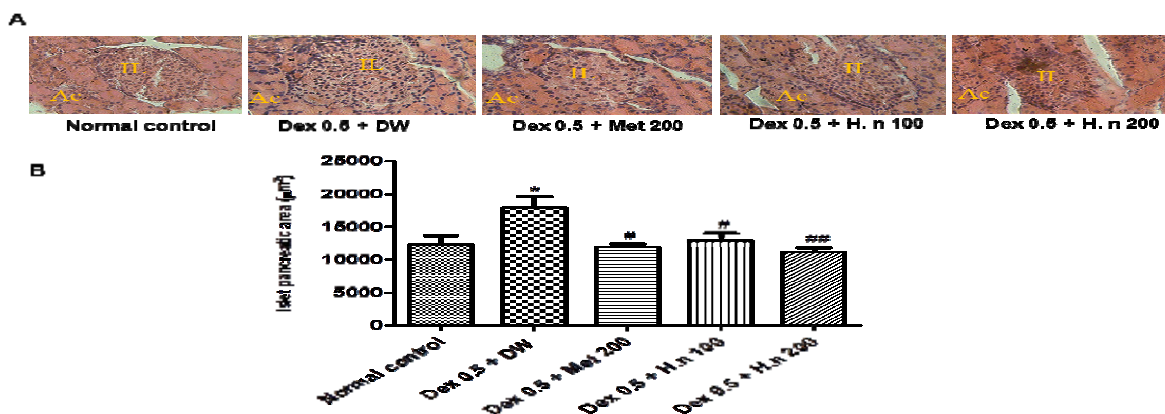 A
IL IL IL IL IL
Ac Ac Ac Ac Ac
Normal control Dex 0.5 + DW Dex 0.5 + Met 200 Dex 0.5 + H. n 100 Dex 0.5 + H. n 200
B
Islet pancreatic area (µm²)
25000
20000
15000
10000
5000
0
* # # ##
Normal control
Dex 0.5 + DW
Dex 0.5 + Met 200
Dex 0.5 + H.n 100
Dex 0.5 + H.n 200